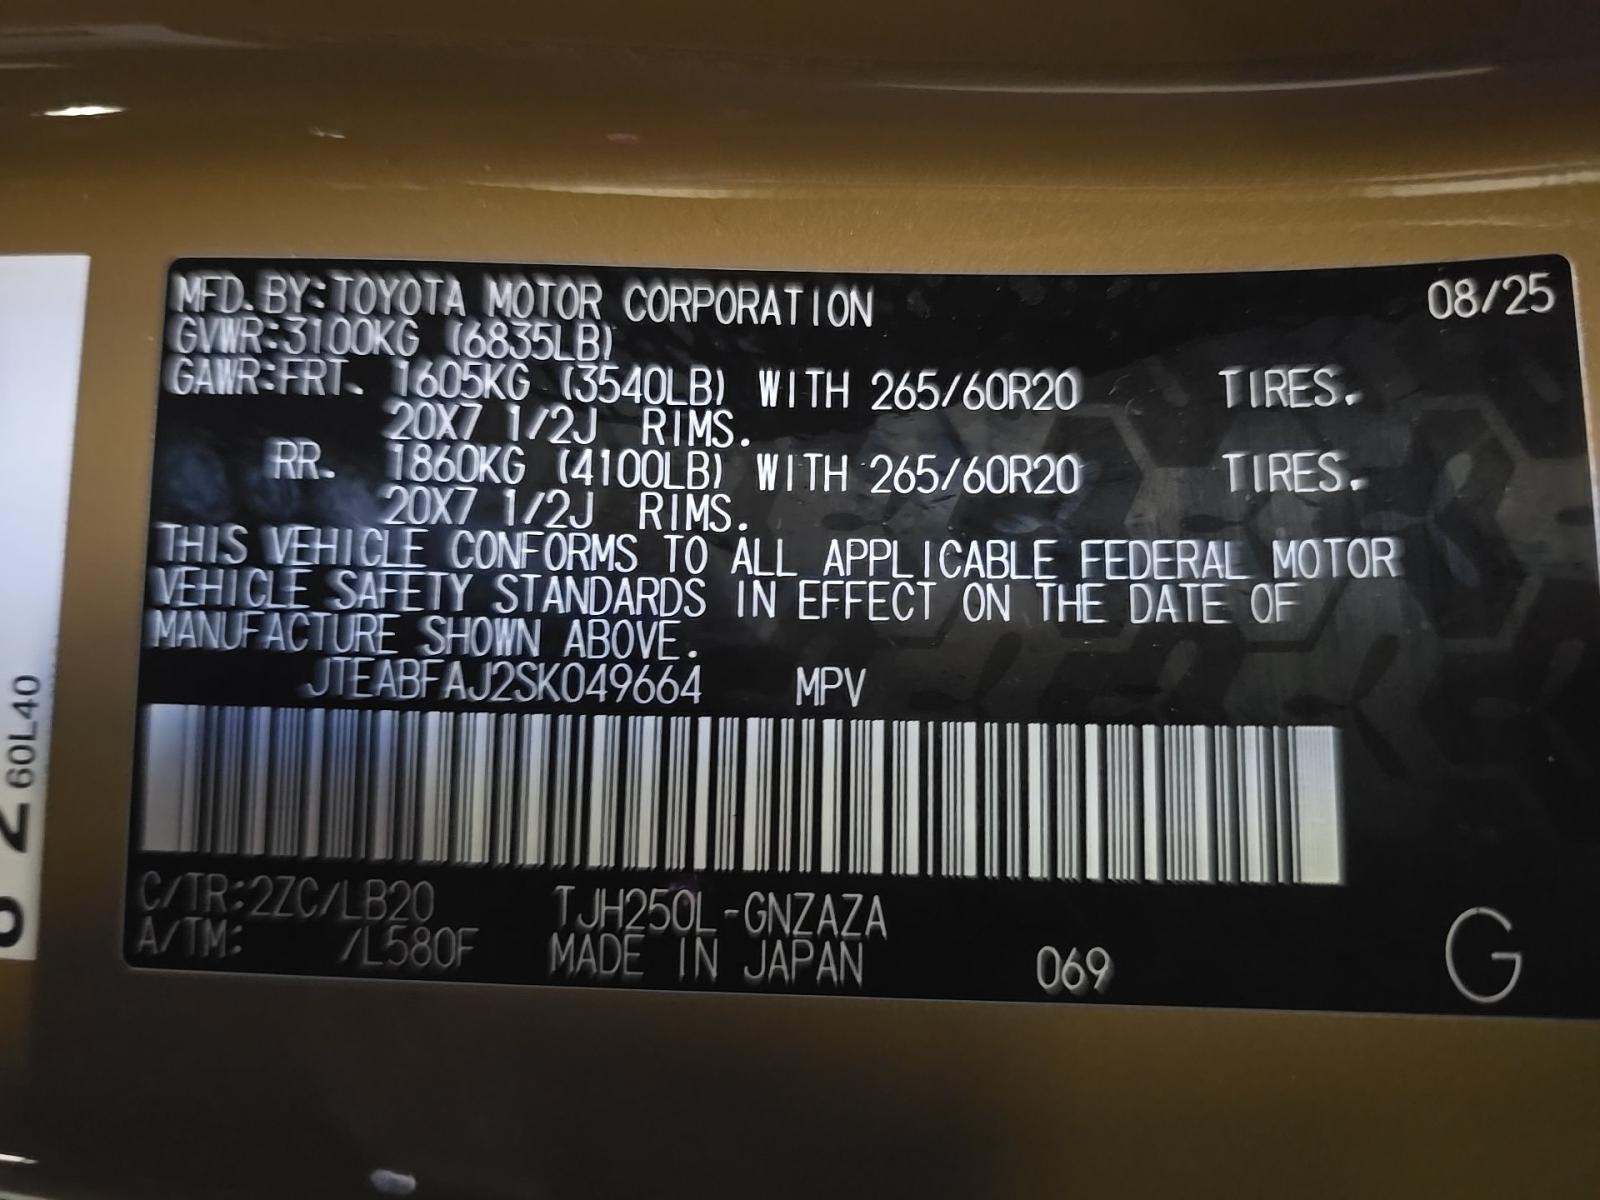 MFD. BY:TOYOTA MOTOR CORPORATION 08/25
GVWR:3100KG (6835LB)
GAWR:FRT. 1605KG (3540LB) WITH 265/60R20 TIRES.
20X7 1/2J RIMS.
RR. 1860KG (4100LB) WITH 265/60R20 TIRES.
20X7 1/2J RIMS.
THIS VEHICLE CONFORMS TO ALL APPLICABLE FEDERAL MOTOR
VEHICLE SAFETY STANDARDS IN EFFECT ON THE DATE OF
MANUFACTURE SHOWN ABOVE.
JTEABFAJ2SK049664 MPV
C/TR:2ZC/LB20 TJH250L-GNZAZA
A/TM: /L580F MADE IN JAPAN 069 G
60L40